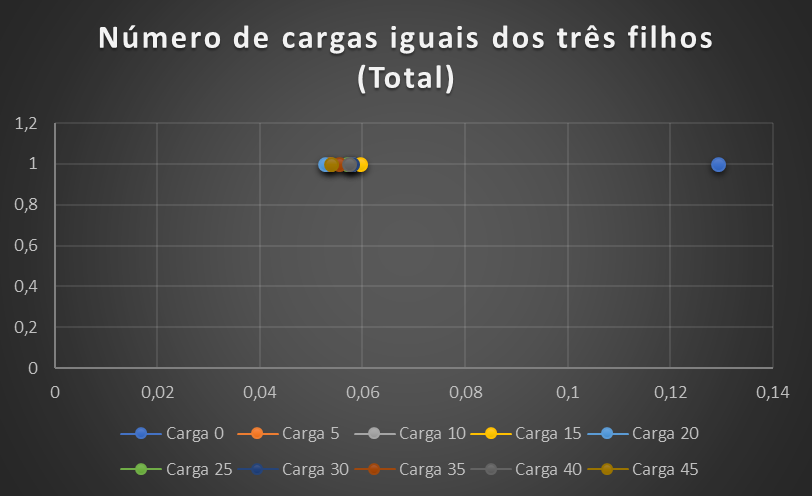 Número de cargas iguais dos três filhos
(Total)
1,2
1
0,8
0,6
0,4
0,2
0
0 0,02 0,04 0,06 0,08 0,1 0,12 0,14
Carga 0 Carga 5 Carga 10 Carga 15 Carga 20
Carga 25 Carga 30 Carga 35 Carga 40 Carga 45